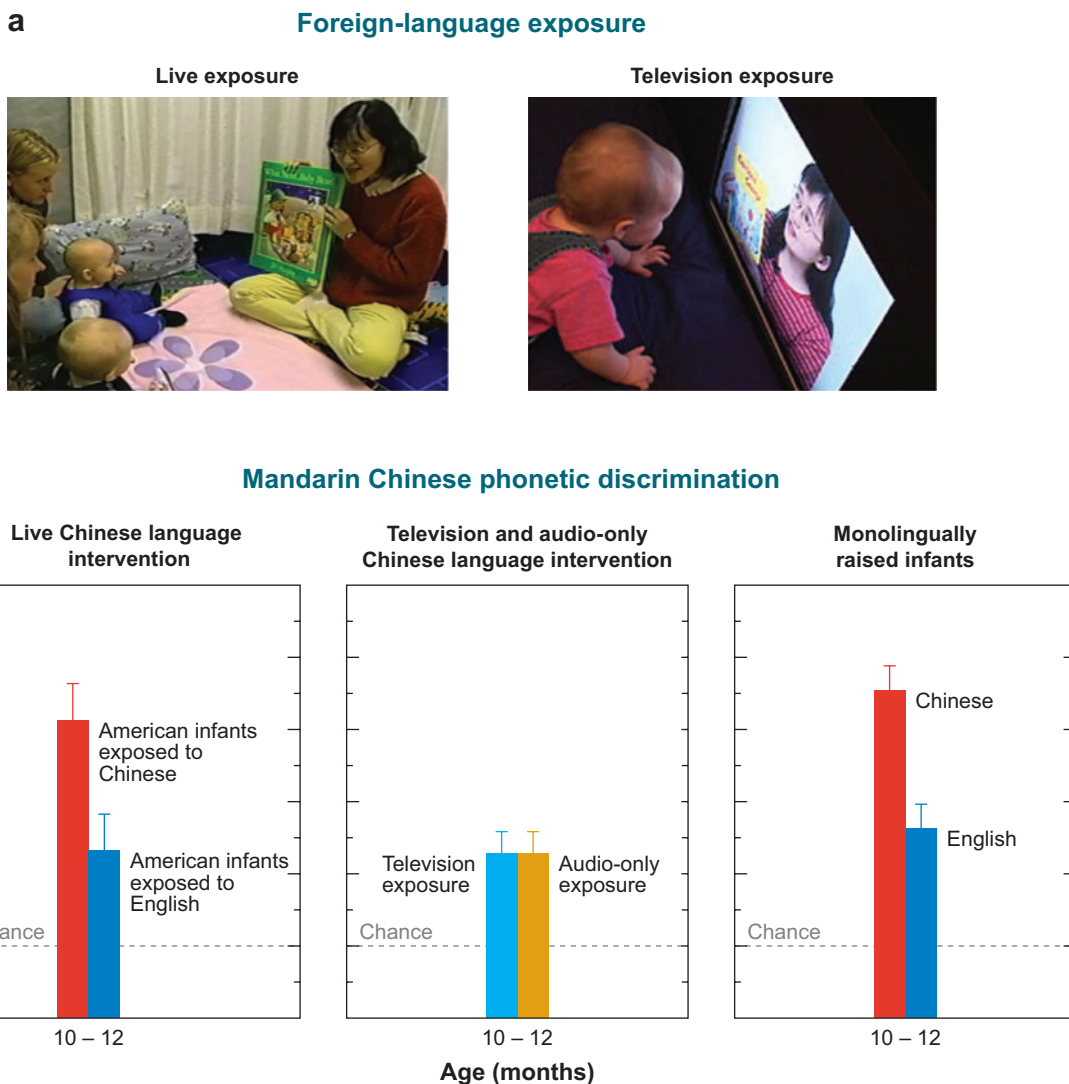 a
Foreign-language exposure
Live exposure
Television exposure
Mandarin Chinese phonetic discrimination
Live Chinese language
intervention
Television and audio-only
Chinese language intervention
Monolingually
raised infants
American infants
exposed to
Chinese
American infants
exposed to
English
ance
10 – 12
Television
exposure
Audio-only
exposure
Chance
10 – 12
Chinese
English
Chance
10 – 12
Age (months)